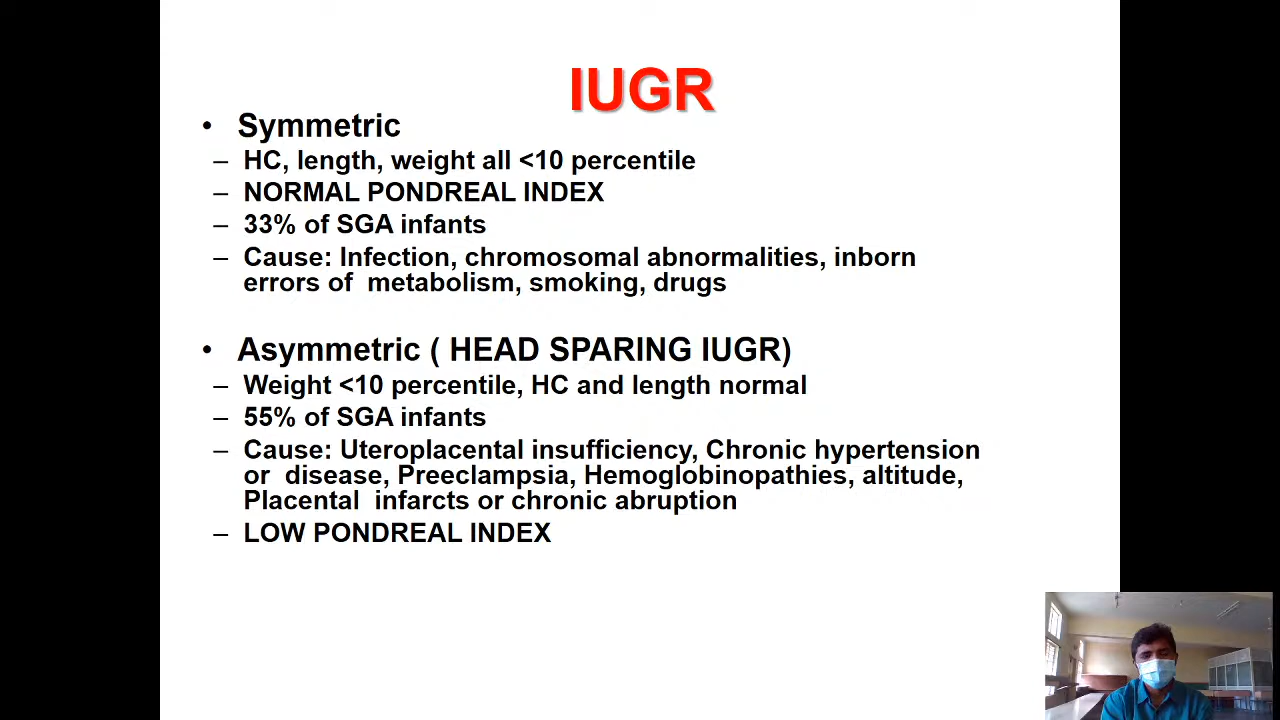 IUGR
• Symmetric
– HC, length, weight all <10 percentile
– NORMAL PONDREAL INDEX
– 33% of SGA infants
– Cause: Infection, chromosomal abnormalities, inborn
errors of metabolism, smoking, drugs
• Asymmetric ( HEAD SPARING IUGR)
– Weight <10 percentile, HC and length normal
– 55% of SGA infants
– Cause: Uteroplacental insufficiency, Chronic hypertension
or disease, Preeclampsia, Hemoglobinopathies, altitude,
Placental infarcts or chronic abruption
– LOW PONDREAL INDEX